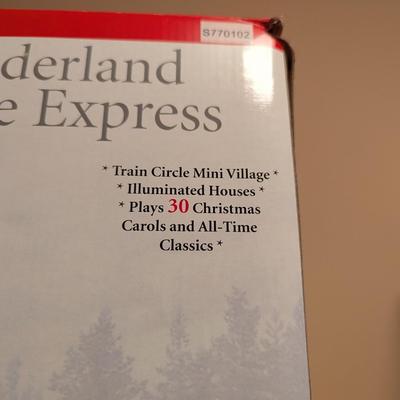 S770102
derland
e Express
* Train Circle Mini Village *
* Illuminated Houses *
* Plays 30 Christmas
Carols and All-Time
Classics *